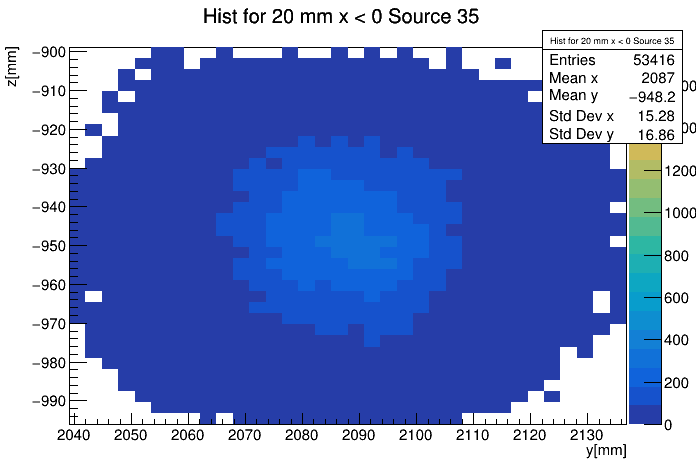 Hist for 20 mm x < 0 Source 35
Hist for 20 mm x < 0 Source 35
Entries 53416
Mean x 2087
Mean y −948.2
Std Dev x 15.28
Std Dev y 16.86
z[mm]
−900
−910
−920
−930
−940
−950
−960
−970
−980
−990
2040 2050 2060 2070 2080 2090 2100 2110 2120 2130
y[mm]
1200
1000
800
600
400
200
0